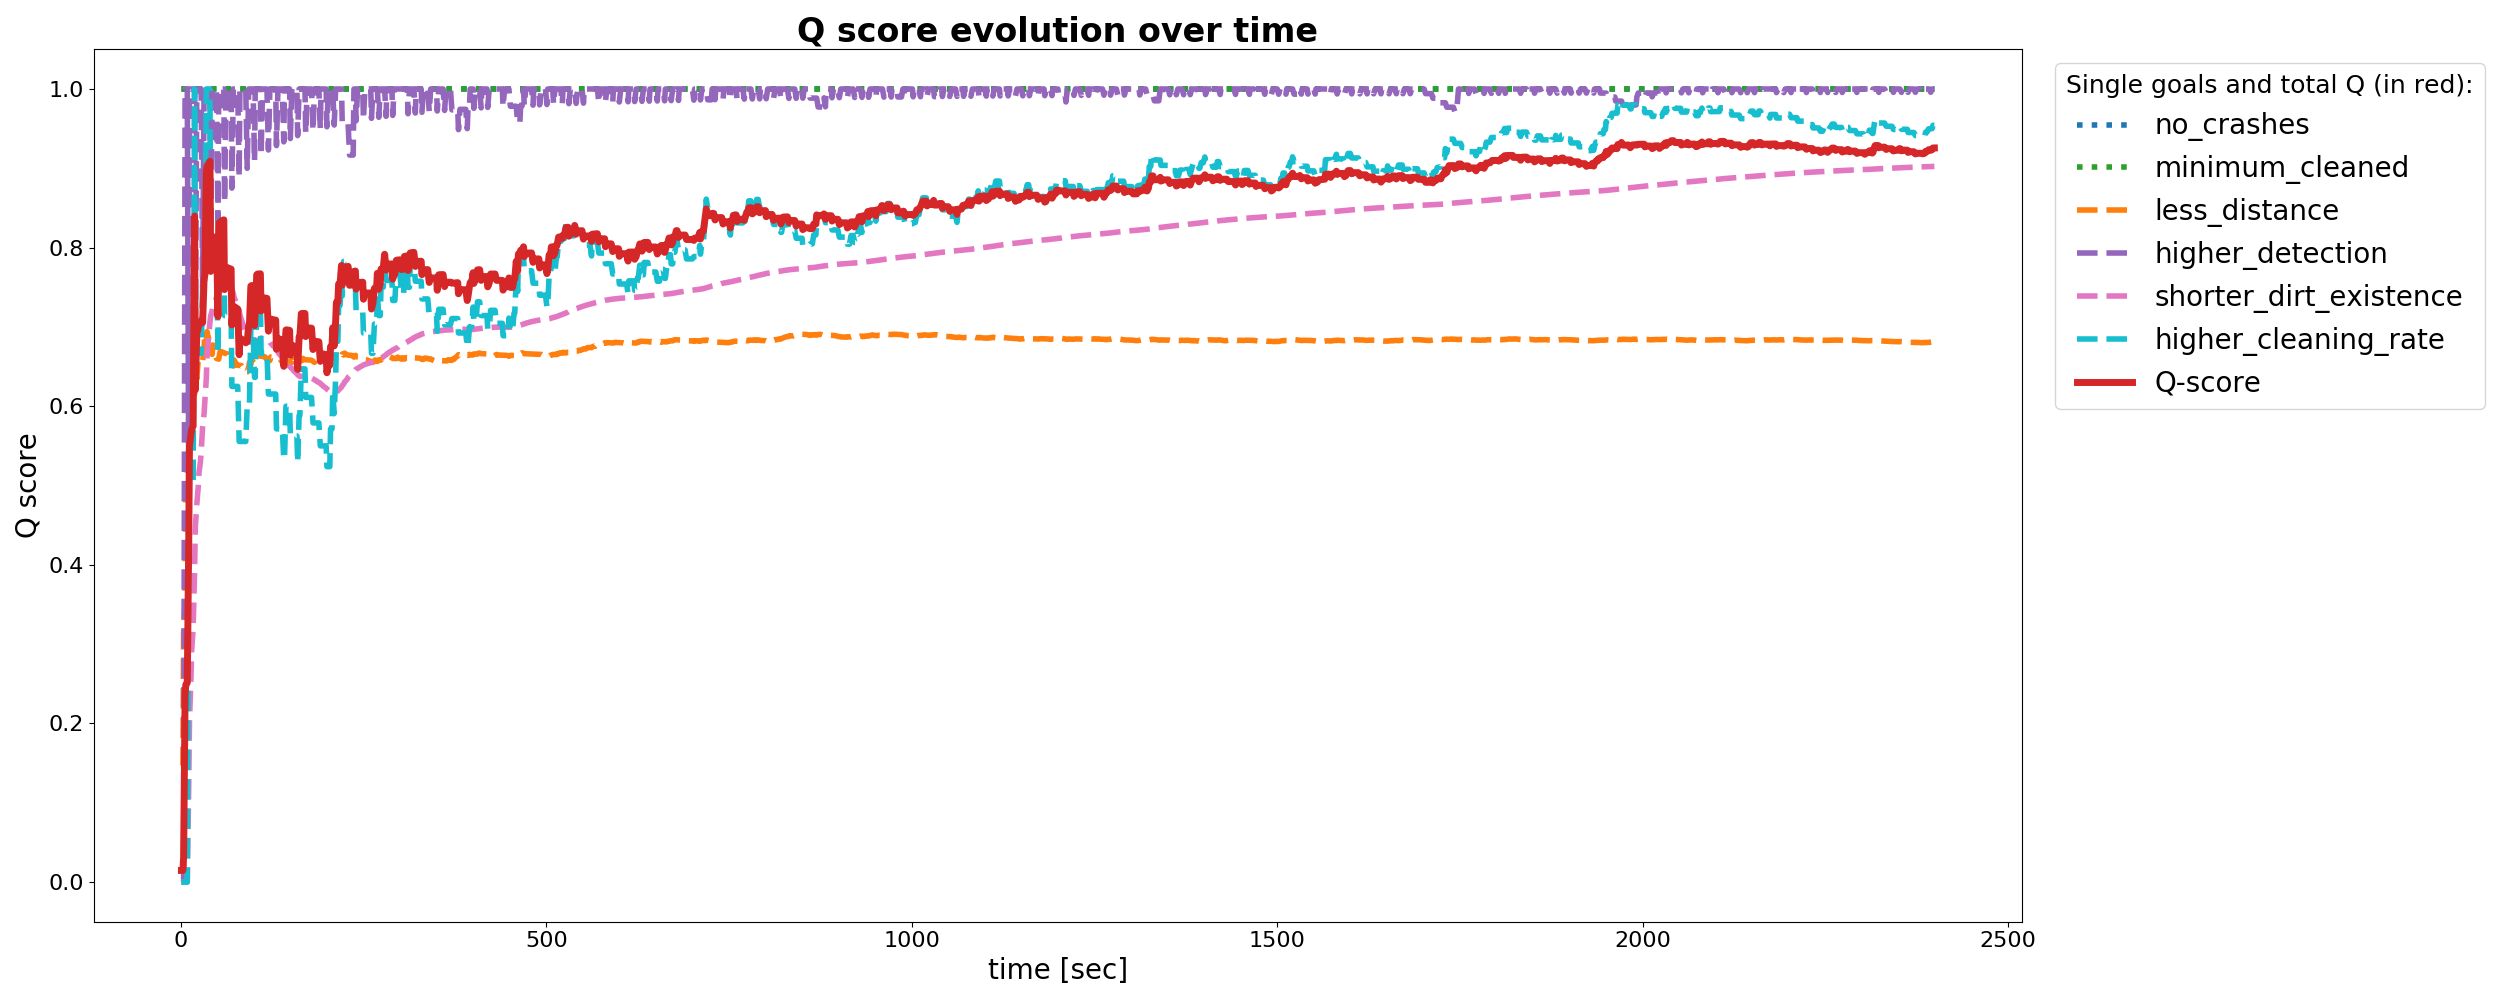 Q score evolution over time
Single goals and total Q (in red):
no_crashes
minimum_cleaned
less_distance
higher_detection
shorter_dirt_existence
higher_cleaning_rate
Q-score
Q score
1.0
0.8
0.6
0.4
0.2
0.0
0
500
1000
1500
2000
2500
time [sec]